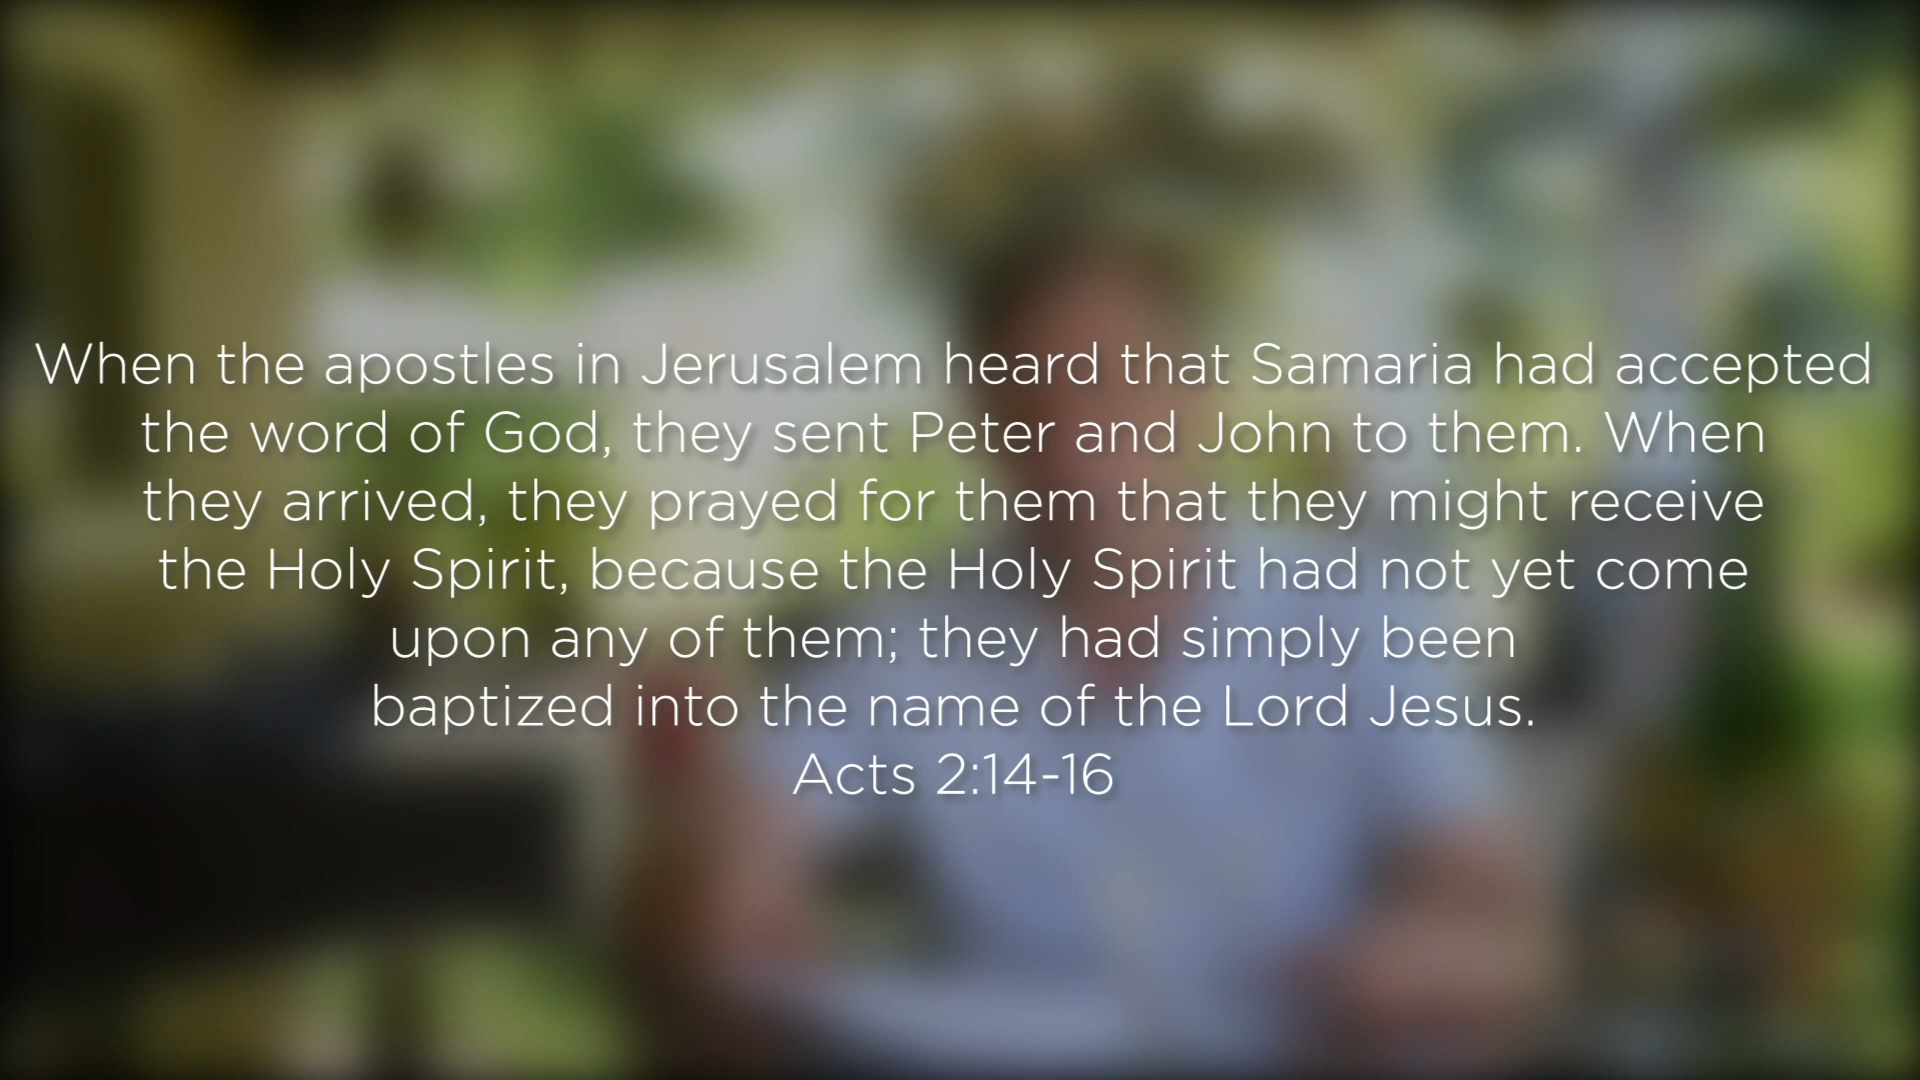 When the apostles in Jerusalem heard that Samaria had accepted
the word of God, they sent Peter and John to them. When
they arrived, they prayed for them that they might receive
the Holy Spirit, because the Holy Spirit had not yet come
upon any of them; they had simply been
baptized into the name of the Lord Jesus.
Acts 2:14-16